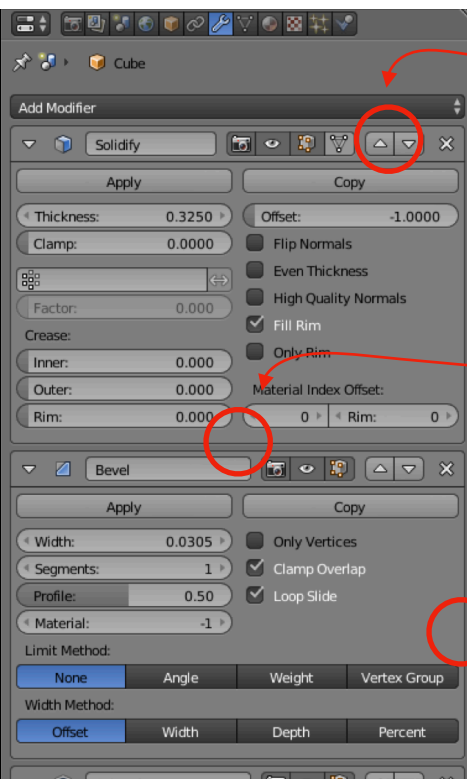 Cube
Add Modifier
Solidify
Apply Copy
Thickness: 0.3250 Offset: -1.0000
Clamp: 0.0000 Flip Normals
Even Thickness
High Quality Normals
Factor: 0.000
Fill Rim
Crease:
Only Rim
Inner: 0.000
Outer: 0.000 Material Index Offset:
Rim: 0.000 0 Rim: 0
Bevel
Apply Copy
Width: 0.0305 Only Vertices
Segments: 1 Clamp Overlap
Profile: 0.50 Loop Slide
Material: -1
Limit Method:
None Angle Weight Vertex Group
Width Method:
Offset Width Depth Percent